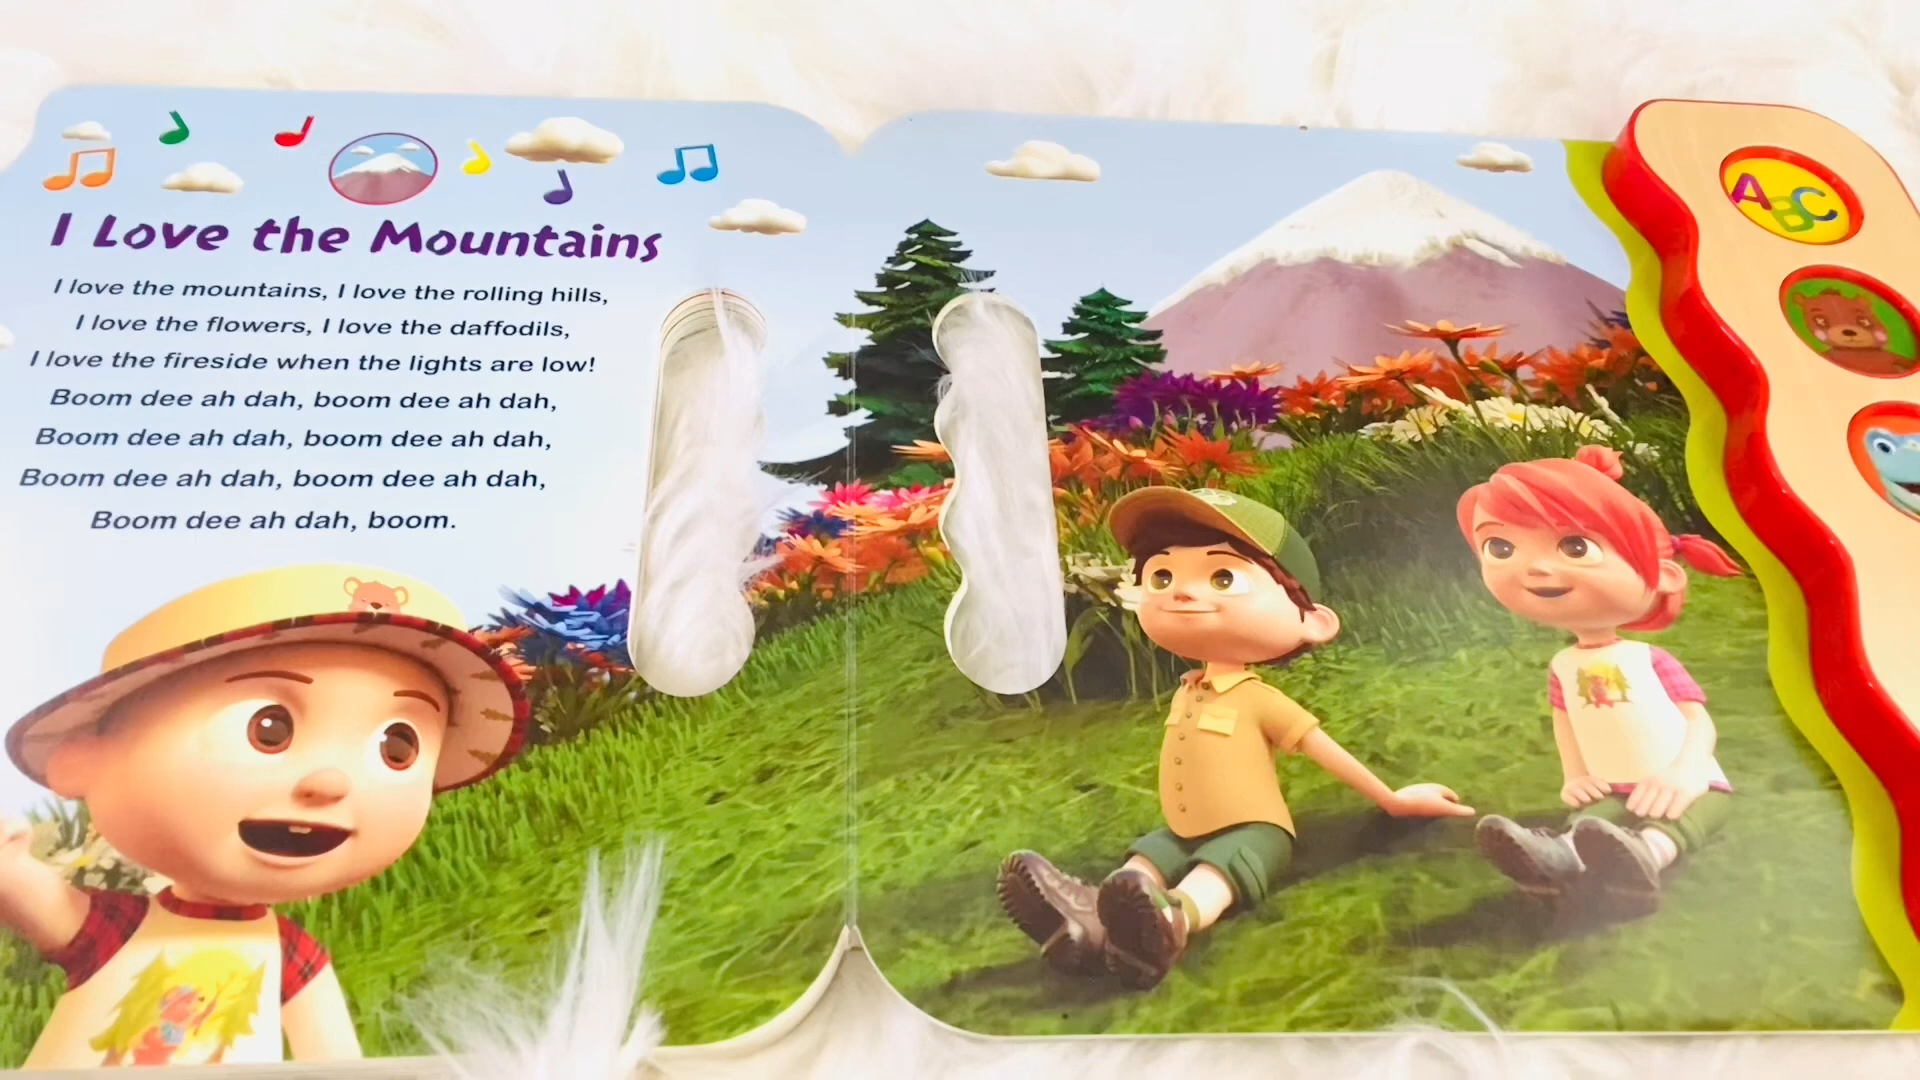 I Love the Mountains
I love the mountains, I love the rolling hills,
I love the flowers, I love the daffodils,
I love the fireside when the lights are low!
Boom dee ah dah, boom dee ah dah,
Boom dee ah dah, boom dee ah dah,
Boom dee ah dah, boom dee ah dah,
Boom dee ah dah, boom.
ABC